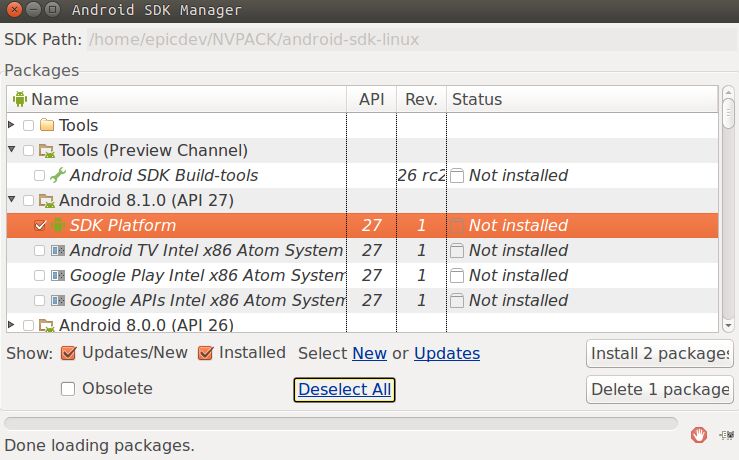 Android SDK Manager
SDK Path: /home/epicdev/NVPACK/android-sdk-linux
Packages
Name API Rev. Status
Tools
Tools (Preview Channel)
Android SDK Build-tools 26 rc2 Not installed
Android 8.1.0 (API 27)
SDK Platform 27 1 Not installed
Android TV Intel x86 Atom System 27 1 Not installed
Google Play Intel x86 Atom System 27 1 Not installed
Google APIs Intel x86 Atom System 27 1 Not installed
Android 8.0.0 (API 26)
Show: Updates/New Installed Select New or Updates Install 2 packages
Obsolete Deselect All Delete 1 package
Done loading packages.